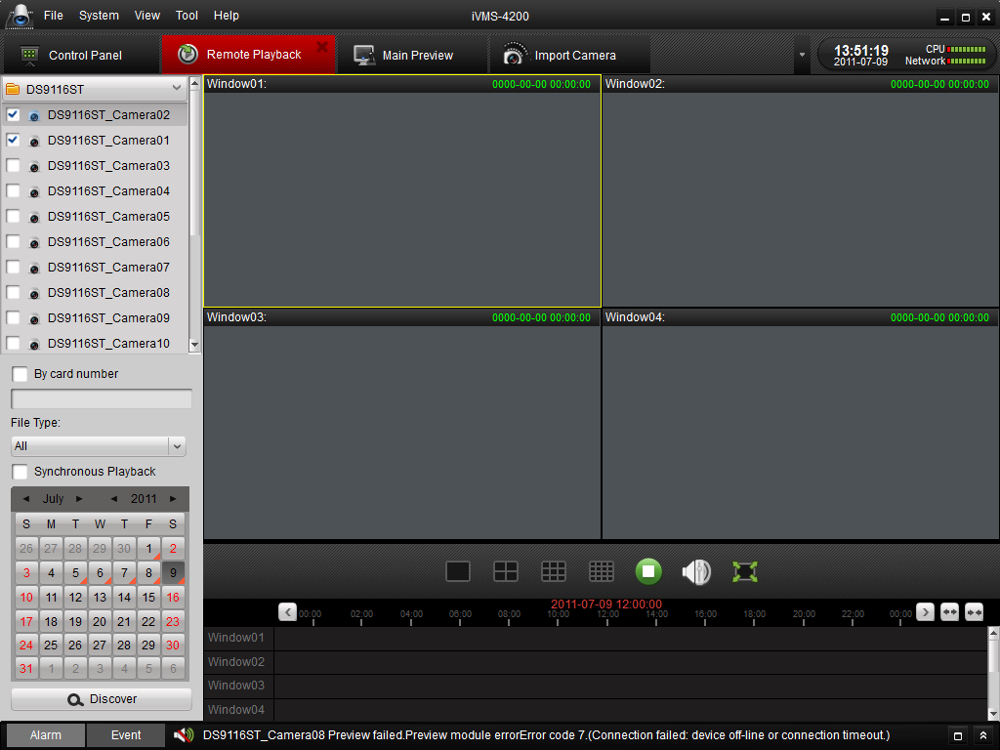 File System View Tool Help iVMS-4200
Control Panel Remote Playback Main Preview Import Camera 13:51:19 2011-07-09 CPU Network
DS9116ST
DS9116ST_Camera02
DS9116ST_Camera01
DS9116ST_Camera03
DS9116ST_Camera04
DS9116ST_Camera05
DS9116ST_Camera06
DS9116ST_Camera07
DS9116ST_Camera08
DS9116ST_Camera09
DS9116ST_Camera10
By card number
File Type:
All
Synchronous Playback
July 2011
S M T W T F S
26 27 28 29 30 1 2
3 4 5 6 7 8 9
10 11 12 13 14 15 16
17 18 19 20 21 22 23
24 25 26 27 28 29 30
31 1 2 3 4 5 6
Discover
Window01: 0000-00-00 00:00:00
Window02: 0000-00-00 00:00:00
Window03: 0000-00-00 00:00:00
Window04: 0000-00-00 00:00:00
2011-07-09 12:00:00
00:00 02:00 04:00 06:00 08:00 10:00 12:00 14:00 16:00 18:00 20:00 22:00 00:00
Window01
Window02
Window03
Window04
Alarm Event DS9116ST_Camera08 Preview failed.Preview module errorError code 7.(Connection failed: device off-line or connection timeout.)